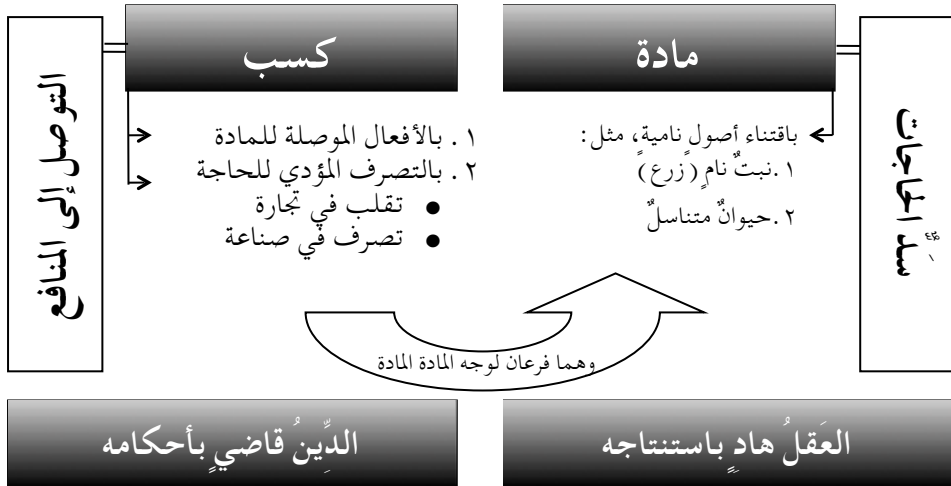 سَدُّ الحاجات
مادة
باقتناء أصولٍ ناميةٍ، مثل:
١.نبتٌ نامٍ (زرع)
٢.حيوانٌ متناسلٌ
كسب
١. بالأفعال الموصلة للمادة
٢. بالتصرف المؤدي للحاجة
● تقلب في تجارة
● تصرف في صناعة
التوصل إلى المنافع
وهما فرعان لوجه المادة المادة
العَقلُ هادٍ باستنتاجه
الدِّينُ قاضيٍ بأحكامه